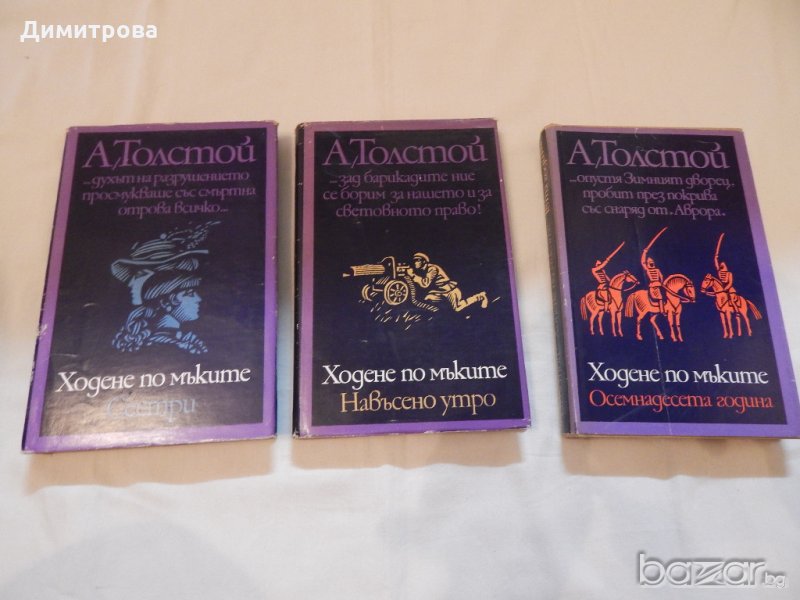 Димитрова
А.Толстой
...духът на разрушението
просмукваше със смъртна
отрова всичко...
Ходене по мъките
Сестри
А.Толстой
...зад барикадите ние
се борим за нашето и за
световното право!
Ходене по мъките
Навъсено утро
А.Толстой
...опустя Зимният дворец,
пробит през покрива
със снаряд от „Аврора“.
Ходене по мъките
Осемнадесета година
bazar.bg